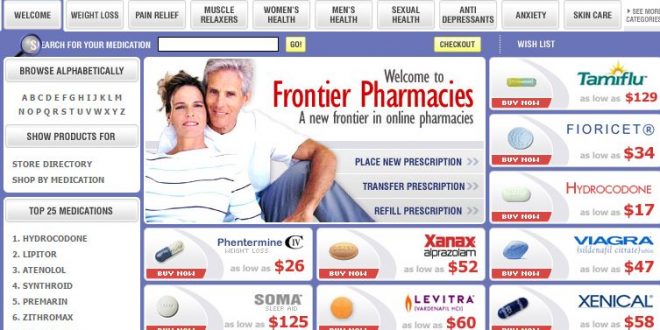 WELCOME
WEIGHT LOSS
PAIN RELIEF
MUSCLE
RELAXERS
WOMEN'S
HEALTH
MEN'S
HEALTH
SEXUAL
HEALTH
ANTI
DEPRESSANTS
ANXIETY
SKIN CARE
SEE MORE
CATEGORIES
SEARCH FOR YOUR MEDICATION
GO!
CHECKOUT
WISH LIST
BROWSE ALPHABETICALLY
A B C D E F G H I J K L M
N O P Q R S T U V W X Y Z
SHOW PRODUCTS FOR
STORE DIRECTORY
SHOP BY MEDICATION
TOP 25 MEDICATIONS
1. HYDROCODONE
2. LIPITOR
3. ATENOLOL
4. SYNTHROID
5. PREMARIN
6. ZITHROMAX
Welcome to
Frontier Pharmacies
A new frontier in online pharmacies
PLACE NEW PRESCRIPTION >>
TRANSFER PRESCRIPTION >>
REFILL PRESCRIPTION >>
TAMIFLU
BUY NOW as low as $129
FIORICET®
BUY NOW as low as $34
HYDROCODONE
BUY NOW as low as $17
Phentermine CIV
WEIGHT LOSS
BUY NOW as low as $26
Xanax
alprazolam
BUY NOW as low as $52
VIAGRA
(sildenafil citrate)
BUY NOW as low as $47
SOMA
SLEEP AID
as low as $125
LEVITRA
(VARDENAFIL HCI)
as low as $60
XENICAL
as low as $58